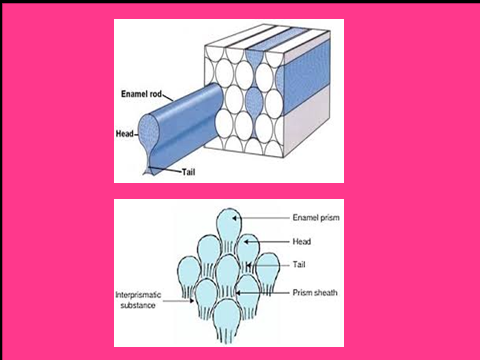 Enamel rod
Head
Tail
Enamel prism
Head
Tail
Prism sheath
Interprismatic
substance